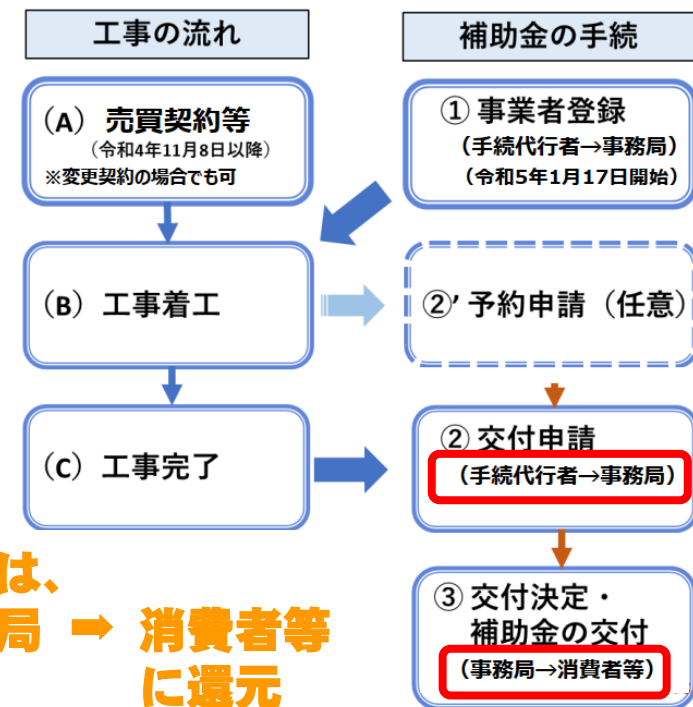 工事の流れ
(A) 売買契約等
(令和4年11月8日以降)
※変更契約の場合でも可
(B) 工事着工
(C) 工事完了
補助金の手続
① 事業者登録
(手続代行者→事務局)
(令和5年1月17日開始)
②’ 予約申請(任意)
② 交付申請
(手続代行者→事務局)
③ 交付決定・
補助金の交付
(事務局→消費者等)
は、
局 ➡ 消費者等
に還元